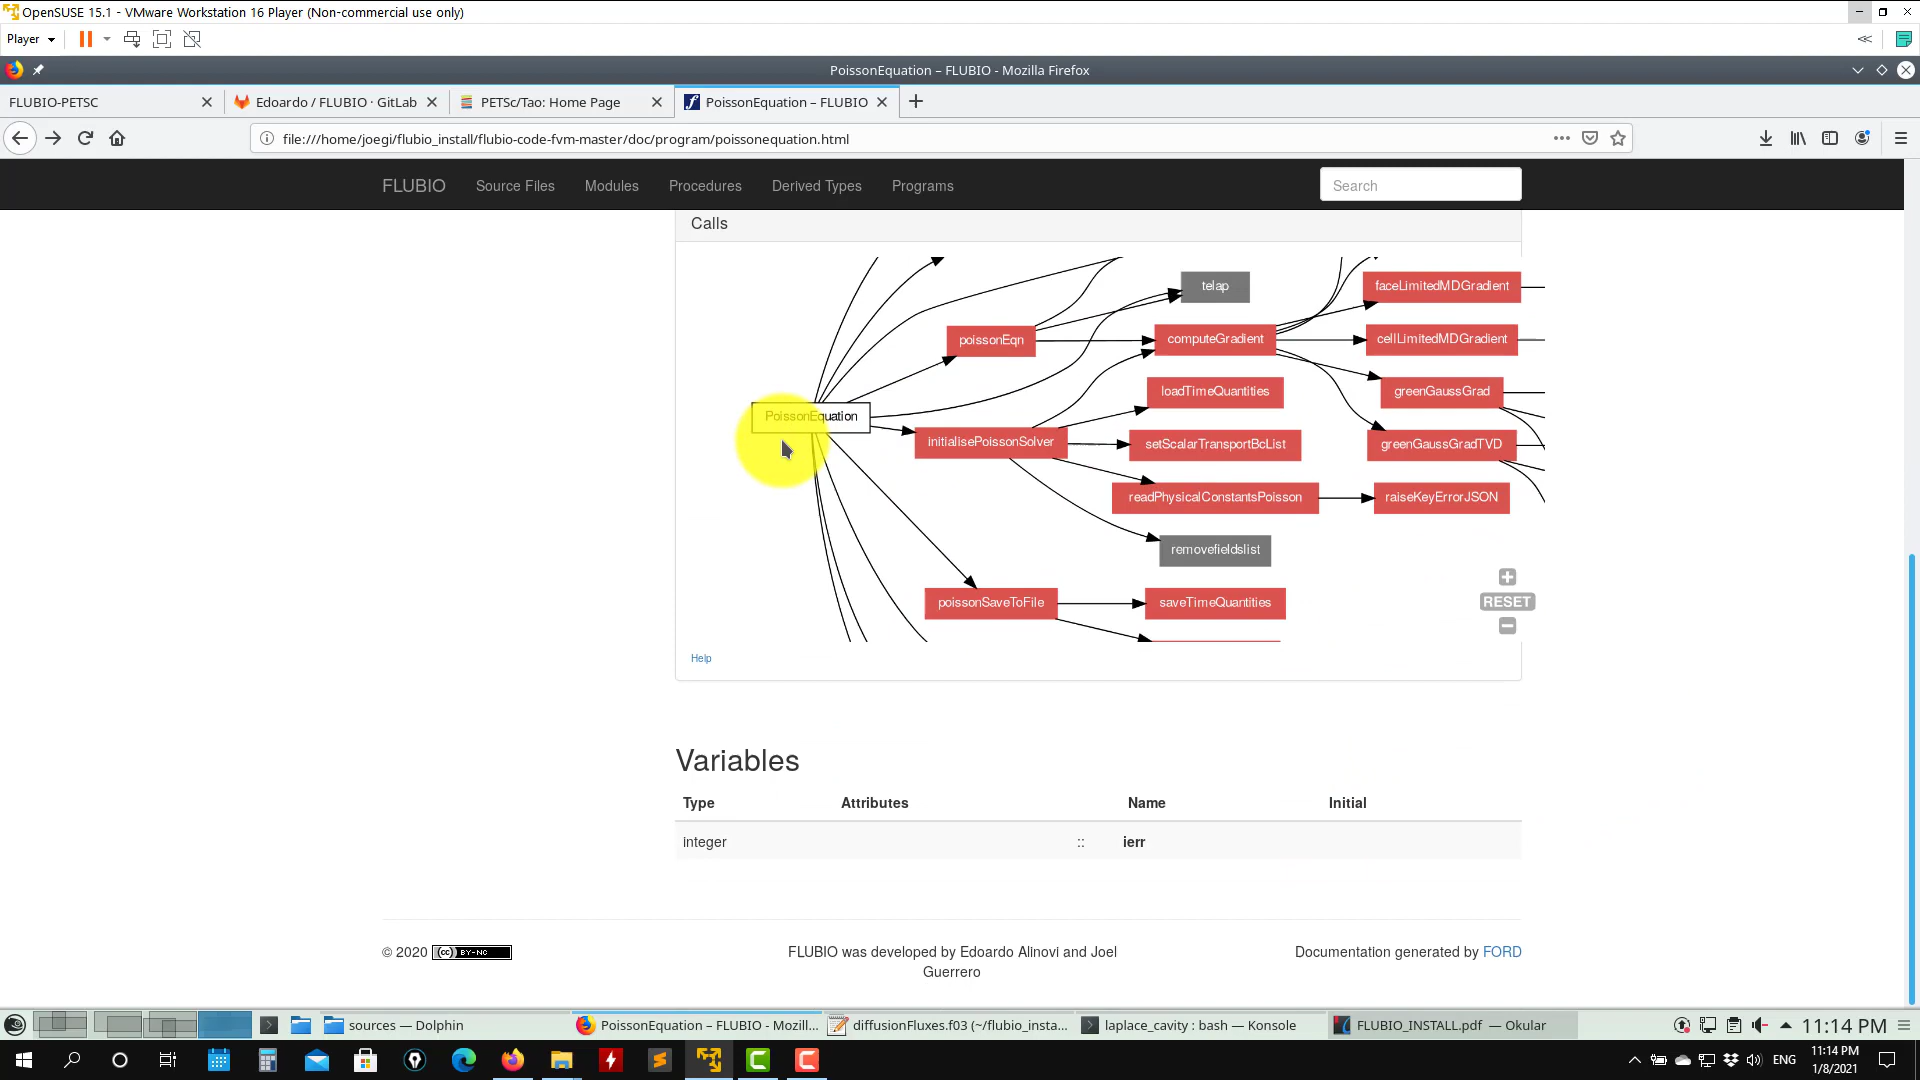 OpenSUSE 15.1 - VMware Workstation 16 Player (Non-commercial use only)
Player
PoissonEquation – FLUBIO - Mozilla Firefox
FLUBIO-PETSC
Edoardo / FLUBIO · GitLab
PETSc/Tao: Home Page
PoissonEquation – FLUBIO
file:///home/joegi/flubio_install/flubio-code-fvm-master/doc/program/poissonequation.html
FLUBIO Source Files Modules Procedures Derived Types Programs Search
Calls
telap
faceLimitedMDGradient
poissonEqn
computeGradient
cellLimitedMDGradient
loadTimeQuantities
greenGaussGrad
PoissonEquation
initialisePoissonSolver
setScalarTransportBcList
greenGaussGradTVD
readPhysicalConstantsPoisson
raiseKeyErrorJSON
removefieldslist
poissonSaveToFile
saveTimeQuantities
RESET
Help
Variables
Type Attributes Name Initial
integer :: ierr
© 2020 (cc) BY-NC
FLUBIO was developed by Edoardo Alinovi and Joel
Guerrero
Documentation generated by FORD
sources — Dolphin
PoissonEquation – FLUBIO - Mozill...
diffusionFluxes.f03 (~/flubio_insta...
laplace_cavity : bash — Konsole
FLUBIO_INSTALL.pdf — Okular
11:14 PM
ENG
11:14 PM
1/8/2021